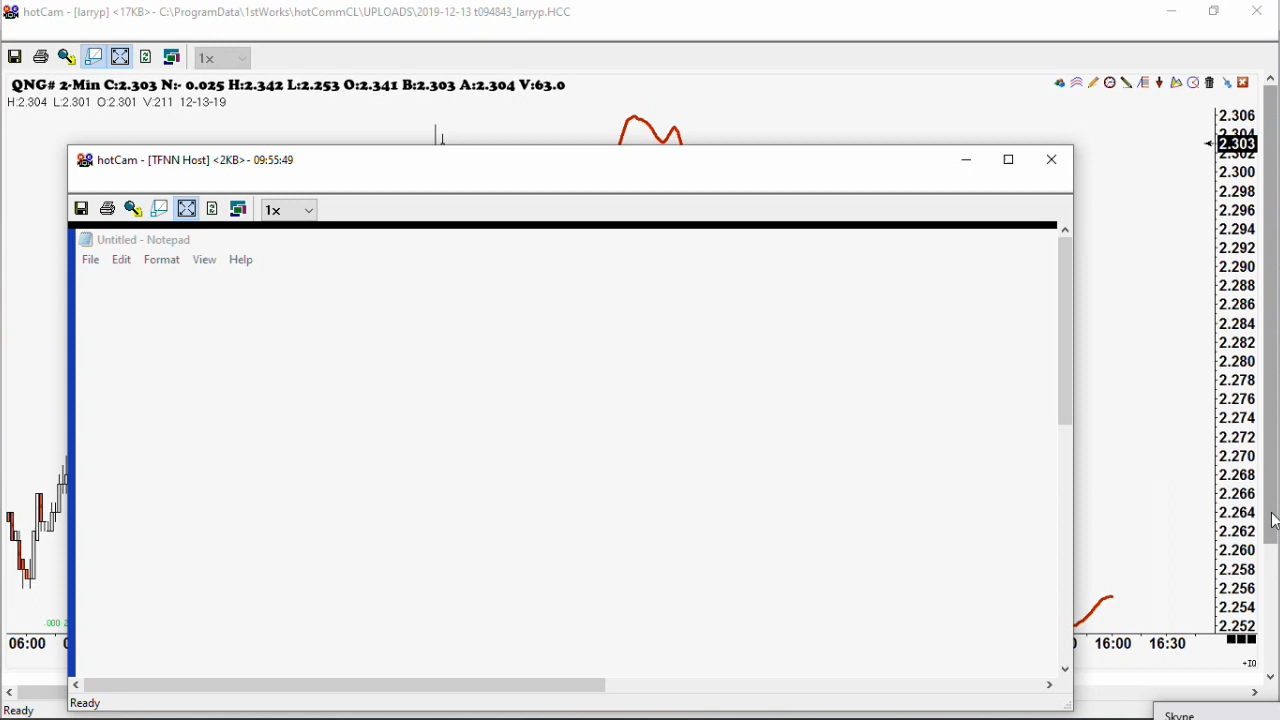 hotCam - [larryp] <17KB>- C:\ProgramData\1stWorks\hotCommCL\UPLOADS\2019-12-13 t094843_larryp.HCC
1x
QNG# 2-Min C:2.303 N:- 0.025 H:2.342 L:2.253 O:2.341 B:2.303 A:2.304 V:63.0
H:2.304 L:2.301 O:2.301 V:211 12-13-19
hotCam - [TFNN Host] <2KB>- 09:55:49
1x
Untitled - Notepad
File Edit Format View Help
2.306
2.304
2.303
2.302
2.300
2.298
2.296
2.294
2.292
2.290
2.288
2.286
2.284
2.282
2.280
2.278
2.276
2.274
2.272
2.270
2.268
2.266
2.264
2.262
2.260
2.258
2.256
2.254
2.252
.000
06:00 16:00 16:30
+IQ
Ready
Ready
Skype